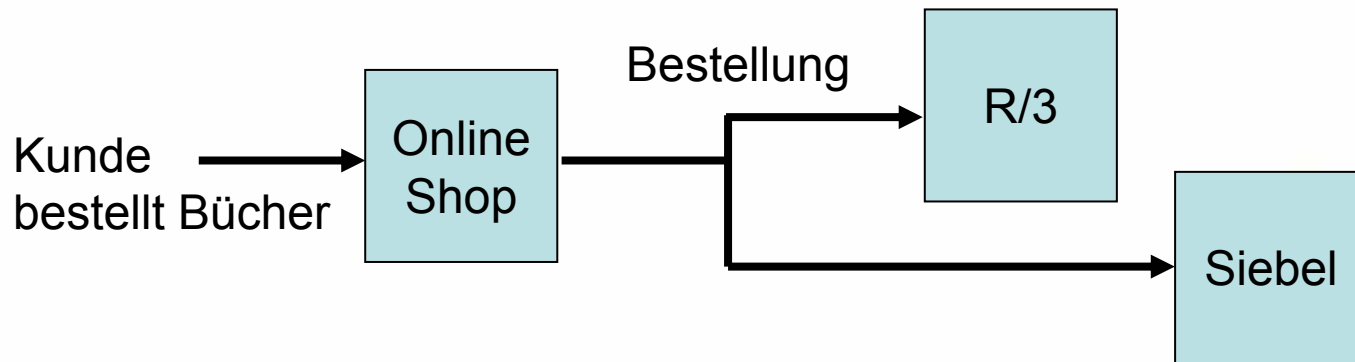 Kunde
bestellt Bücher
Online
Shop
Bestellung
R/3
Siebel